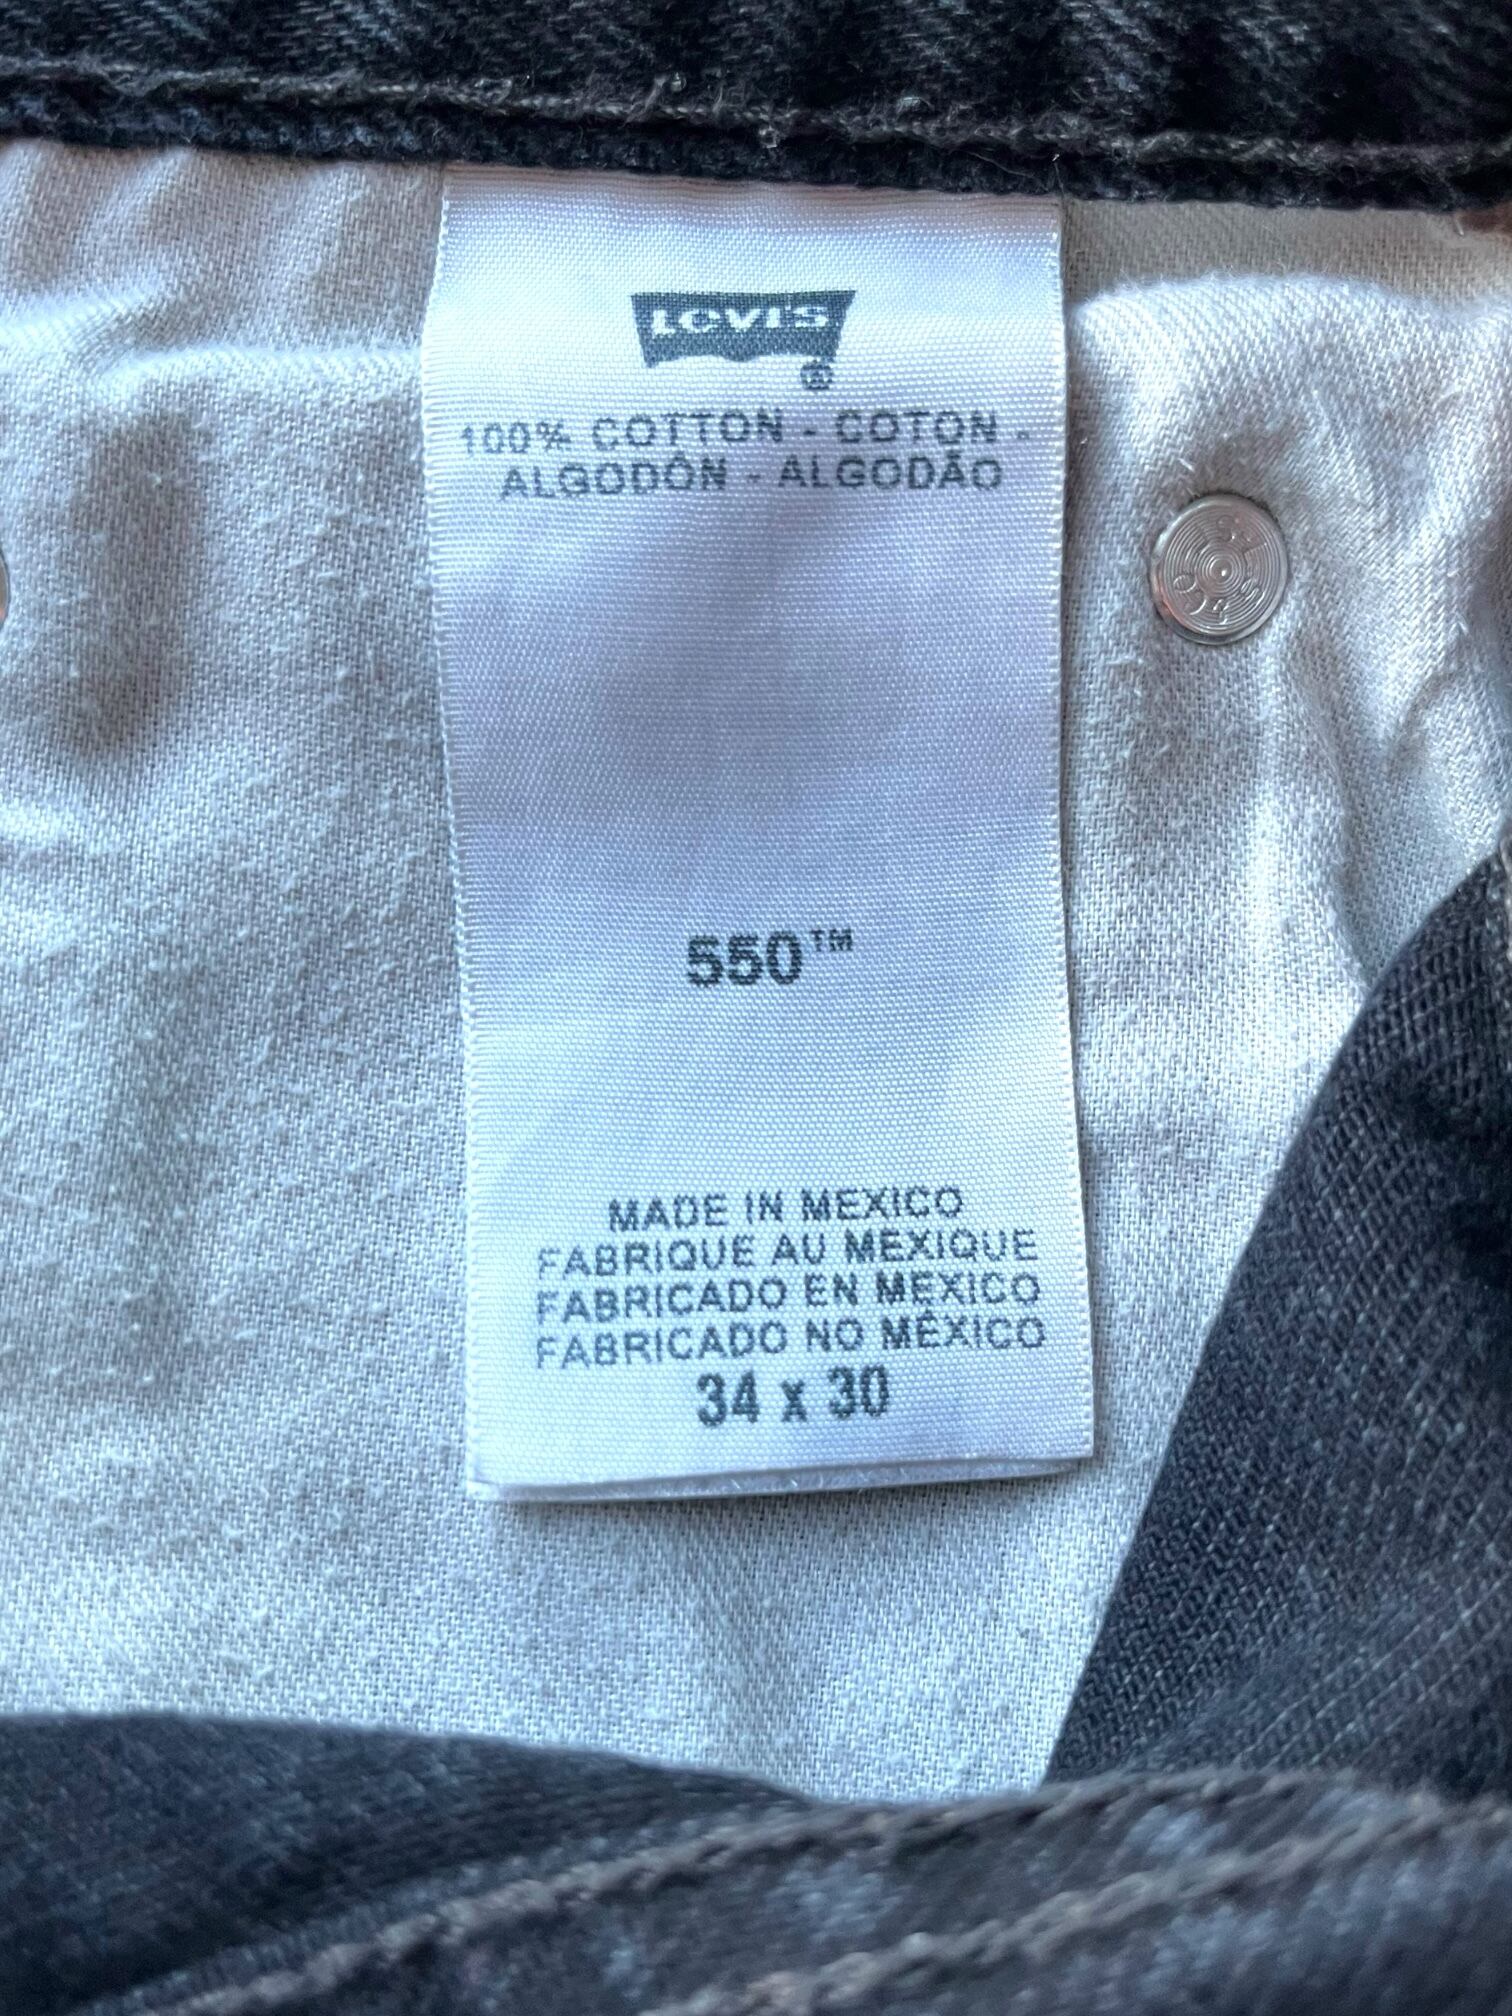 Levi's
®
100% COTTON - COTON -
ALGODÓN - ALGODÃO
550™
MADE IN MEXICO
FABRIQUE AU MEXIQUE
FABRICADO EN MEXICO
FABRICADO NO MÉXICO
34 x 30